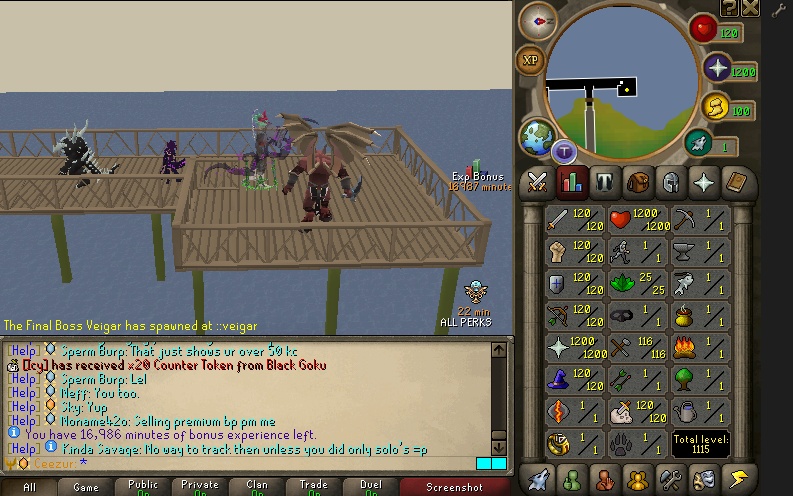 120
XP
1200
100
T
1
Exp Bonus
16987 minute
22 min
ALL PERKS
The Final Boss Veigar has spawned at ::veigar
[Help] Sperm Burp: That just shows ur over 50 kc
[Icy] has received x20 Counter Token from Black Goku
[Help] Sperm Burp: Lel
[Help] Neff: You too.
[Help] Sky: Yup
[Help] Noname42o: Selling premium bp pm me
You have 16,986 minutes of bonus experience left.
[Help] Kinda Savage: No way to track then unless you did only solo's =p
Ceezur: *
All Game Public On Private On Clan On Trade On Duel On Screenshot
120/120 1200/1200 1/1
120/120 1/1 1/1
120/120 25/25 1/1
120/120 1/1 1/1
1200/1200 116/116 1/1
120/120 1/1 1/1
1/1 120/120 1/1
1/1 1/1 Total level: 1115